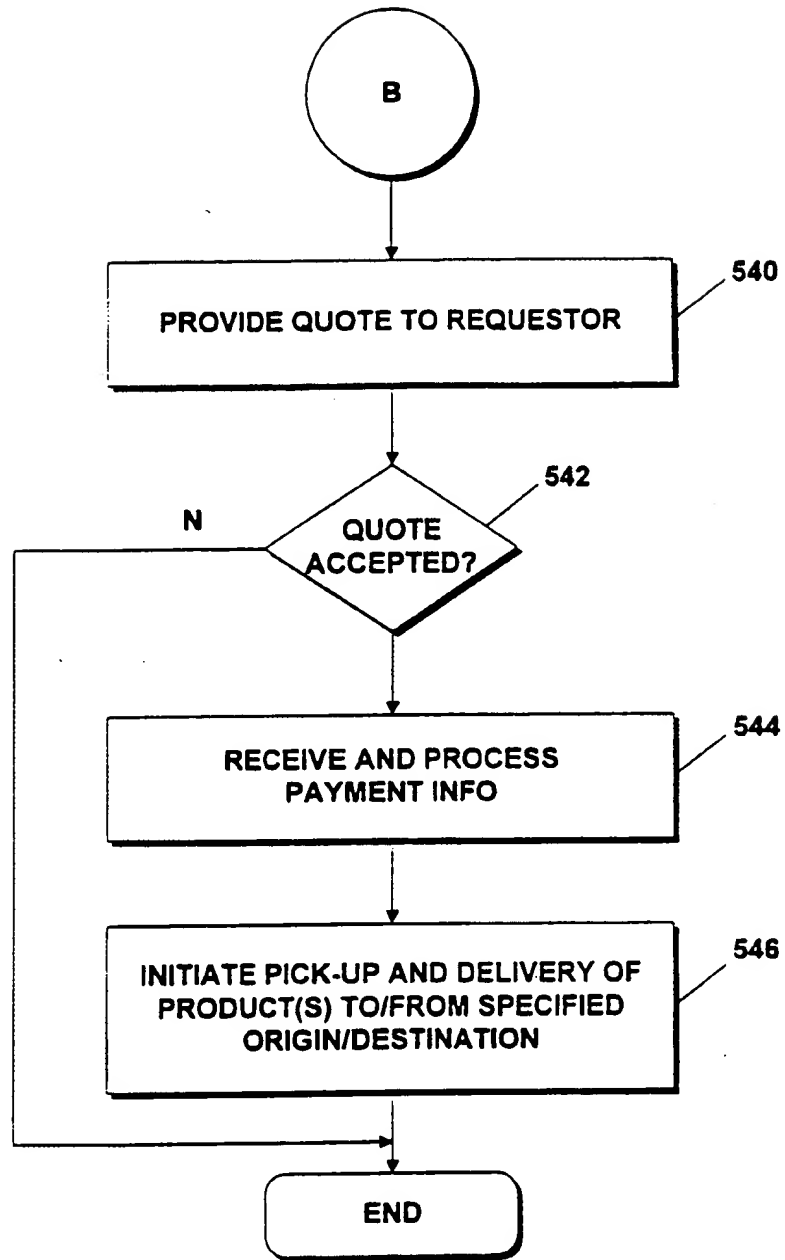 B
PROVIDE QUOTE TO REQUESTOR
540
542
N
QUOTE
ACCEPTED?
544
RECEIVE AND PROCESS
PAYMENT INFO
546
INITIATE PICK-UP AND DELIVERY OF
PRODUCT(S) TO/FROM SPECIFIED
ORIGIN/DESTINATION
END